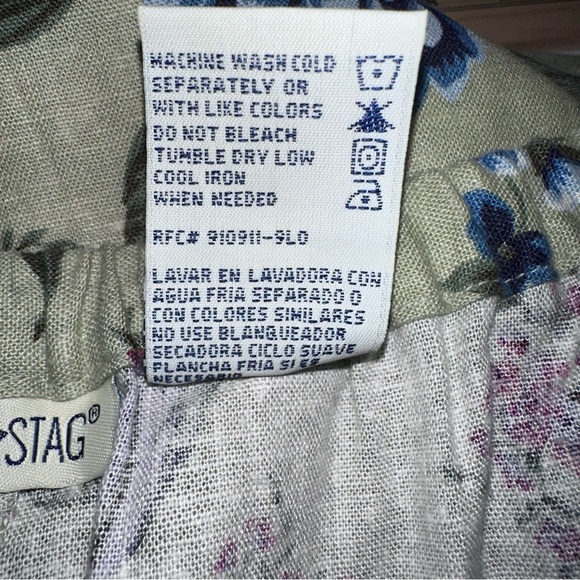 MACHINE WASH COLD
SEPARATELY OR
WITH LIKE COLORS
DO NOT BLEACH
TUMBLE DRY LOW
COOL IRON
WHEN NEEDED
RFC# 910911-9LO
LAVAR EN LAVADORA CON
AGUA FRIA SEPARADO O
CON COLORES SIMILARES
NO USE BLANQUEADOR
SECADORA CICLO SUAVE
PLANCHA FRIA SI ES
NECESARIO
STAG®